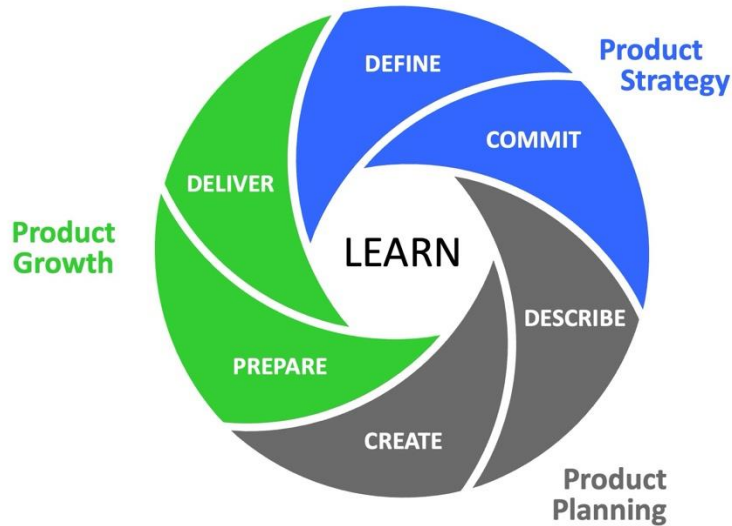 DEFINE
Product
Strategy
COMMIT
DELIVER
LEARN
Product
Growth
DESCRIBE
PREPARE
CREATE
Product
Planning